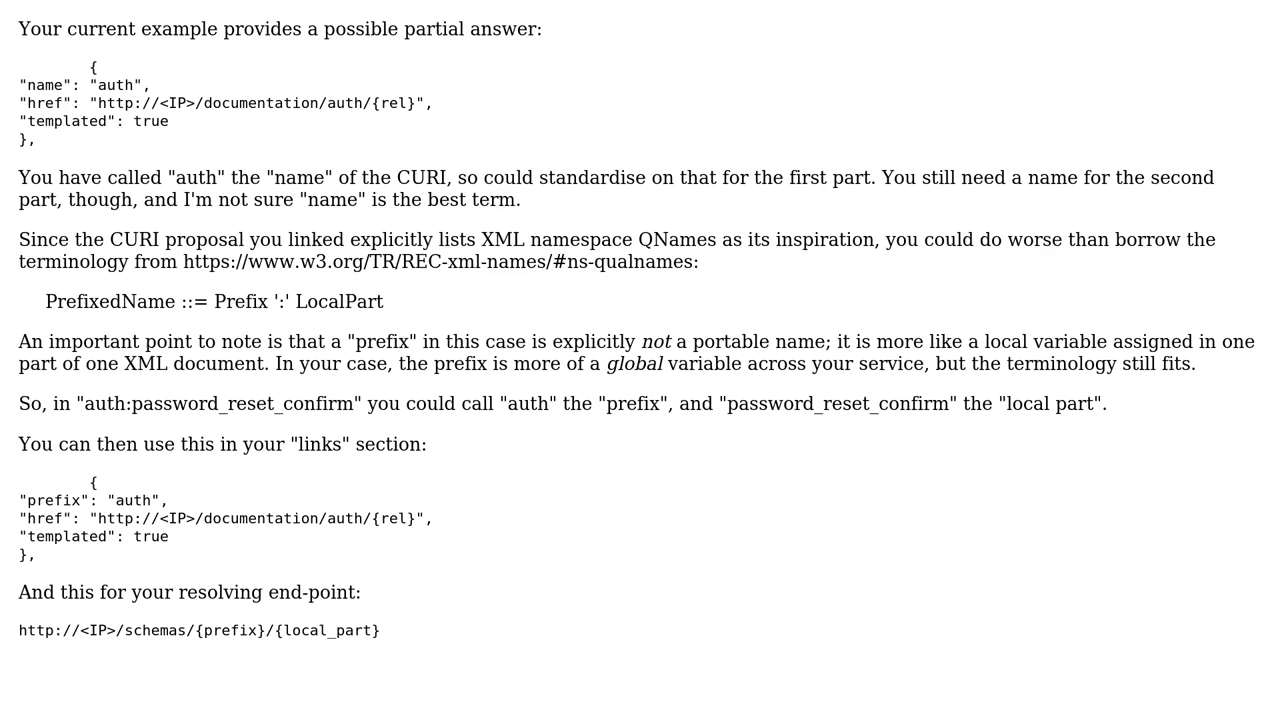 Your current example provides a possible partial answer:
{
"name": "auth",
"href": "http://<IP>/documentation/auth/{rel}",
"templated": true
},
You have called "auth" the "name" of the CURI, so could standardise on that for the first part. You still need a name for the second
part, though, and I'm not sure "name" is the best term.
Since the CURI proposal you linked explicitly lists XML namespace QNames as its inspiration, you could do worse than borrow the
terminology from https://www.w3.org/TR/REC-xml-names/#ns-qualnames:
PrefixedName ::= Prefix ':' LocalPart
An important point to note is that a "prefix" in this case is explicitly not a portable name; it is more like a local variable assigned in one
part of one XML document. In your case, the prefix is more of a global variable across your service, but the terminology still fits.
So, in "auth:password_reset_confirm" you could call "auth" the "prefix", and "password_reset_confirm" the "local part".
You can then use this in your "links" section:
{
"prefix": "auth",
"href": "http://<IP>/documentation/auth/{rel}",
"templated": true
},
And this for your resolving end-point:
http://<IP>/schemas/{prefix}/{local_part}